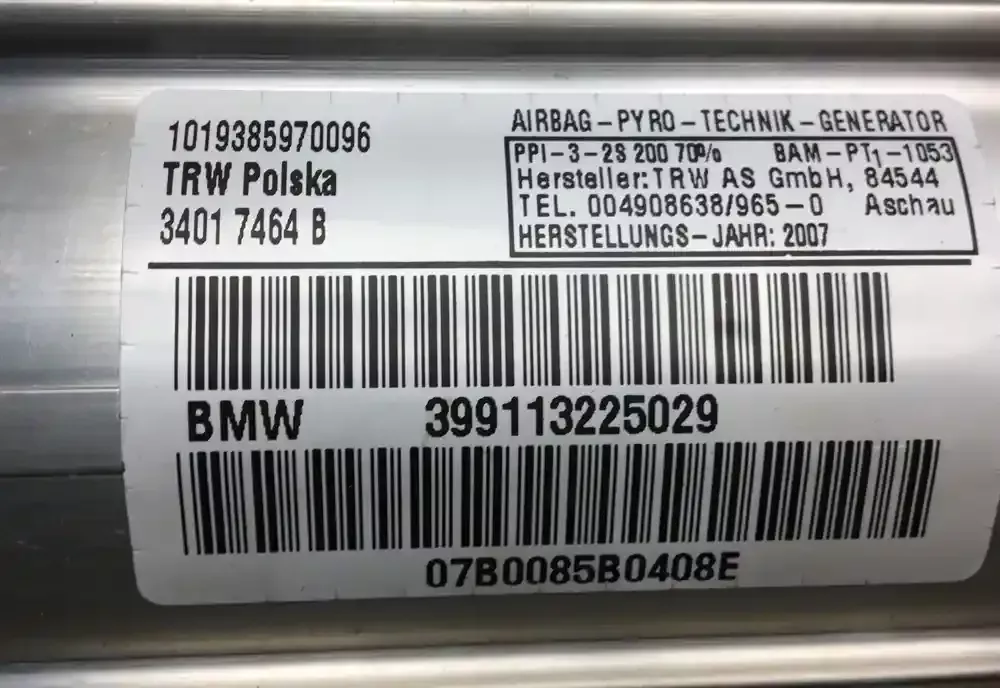 1019385970096
TRW Polska
3401 7464 B
AIRBAG-PYRO-TECHNIK-GENERATOR
PPI-3-2S 200 70% BAM-PT1-1053
Hersteller: TRW AS GmbH, 84544
TEL. 004908638/965-0 Aschau
HERSTELLUNGS-JAHR: 2007
BMW 399113225029
07B0085B0408E